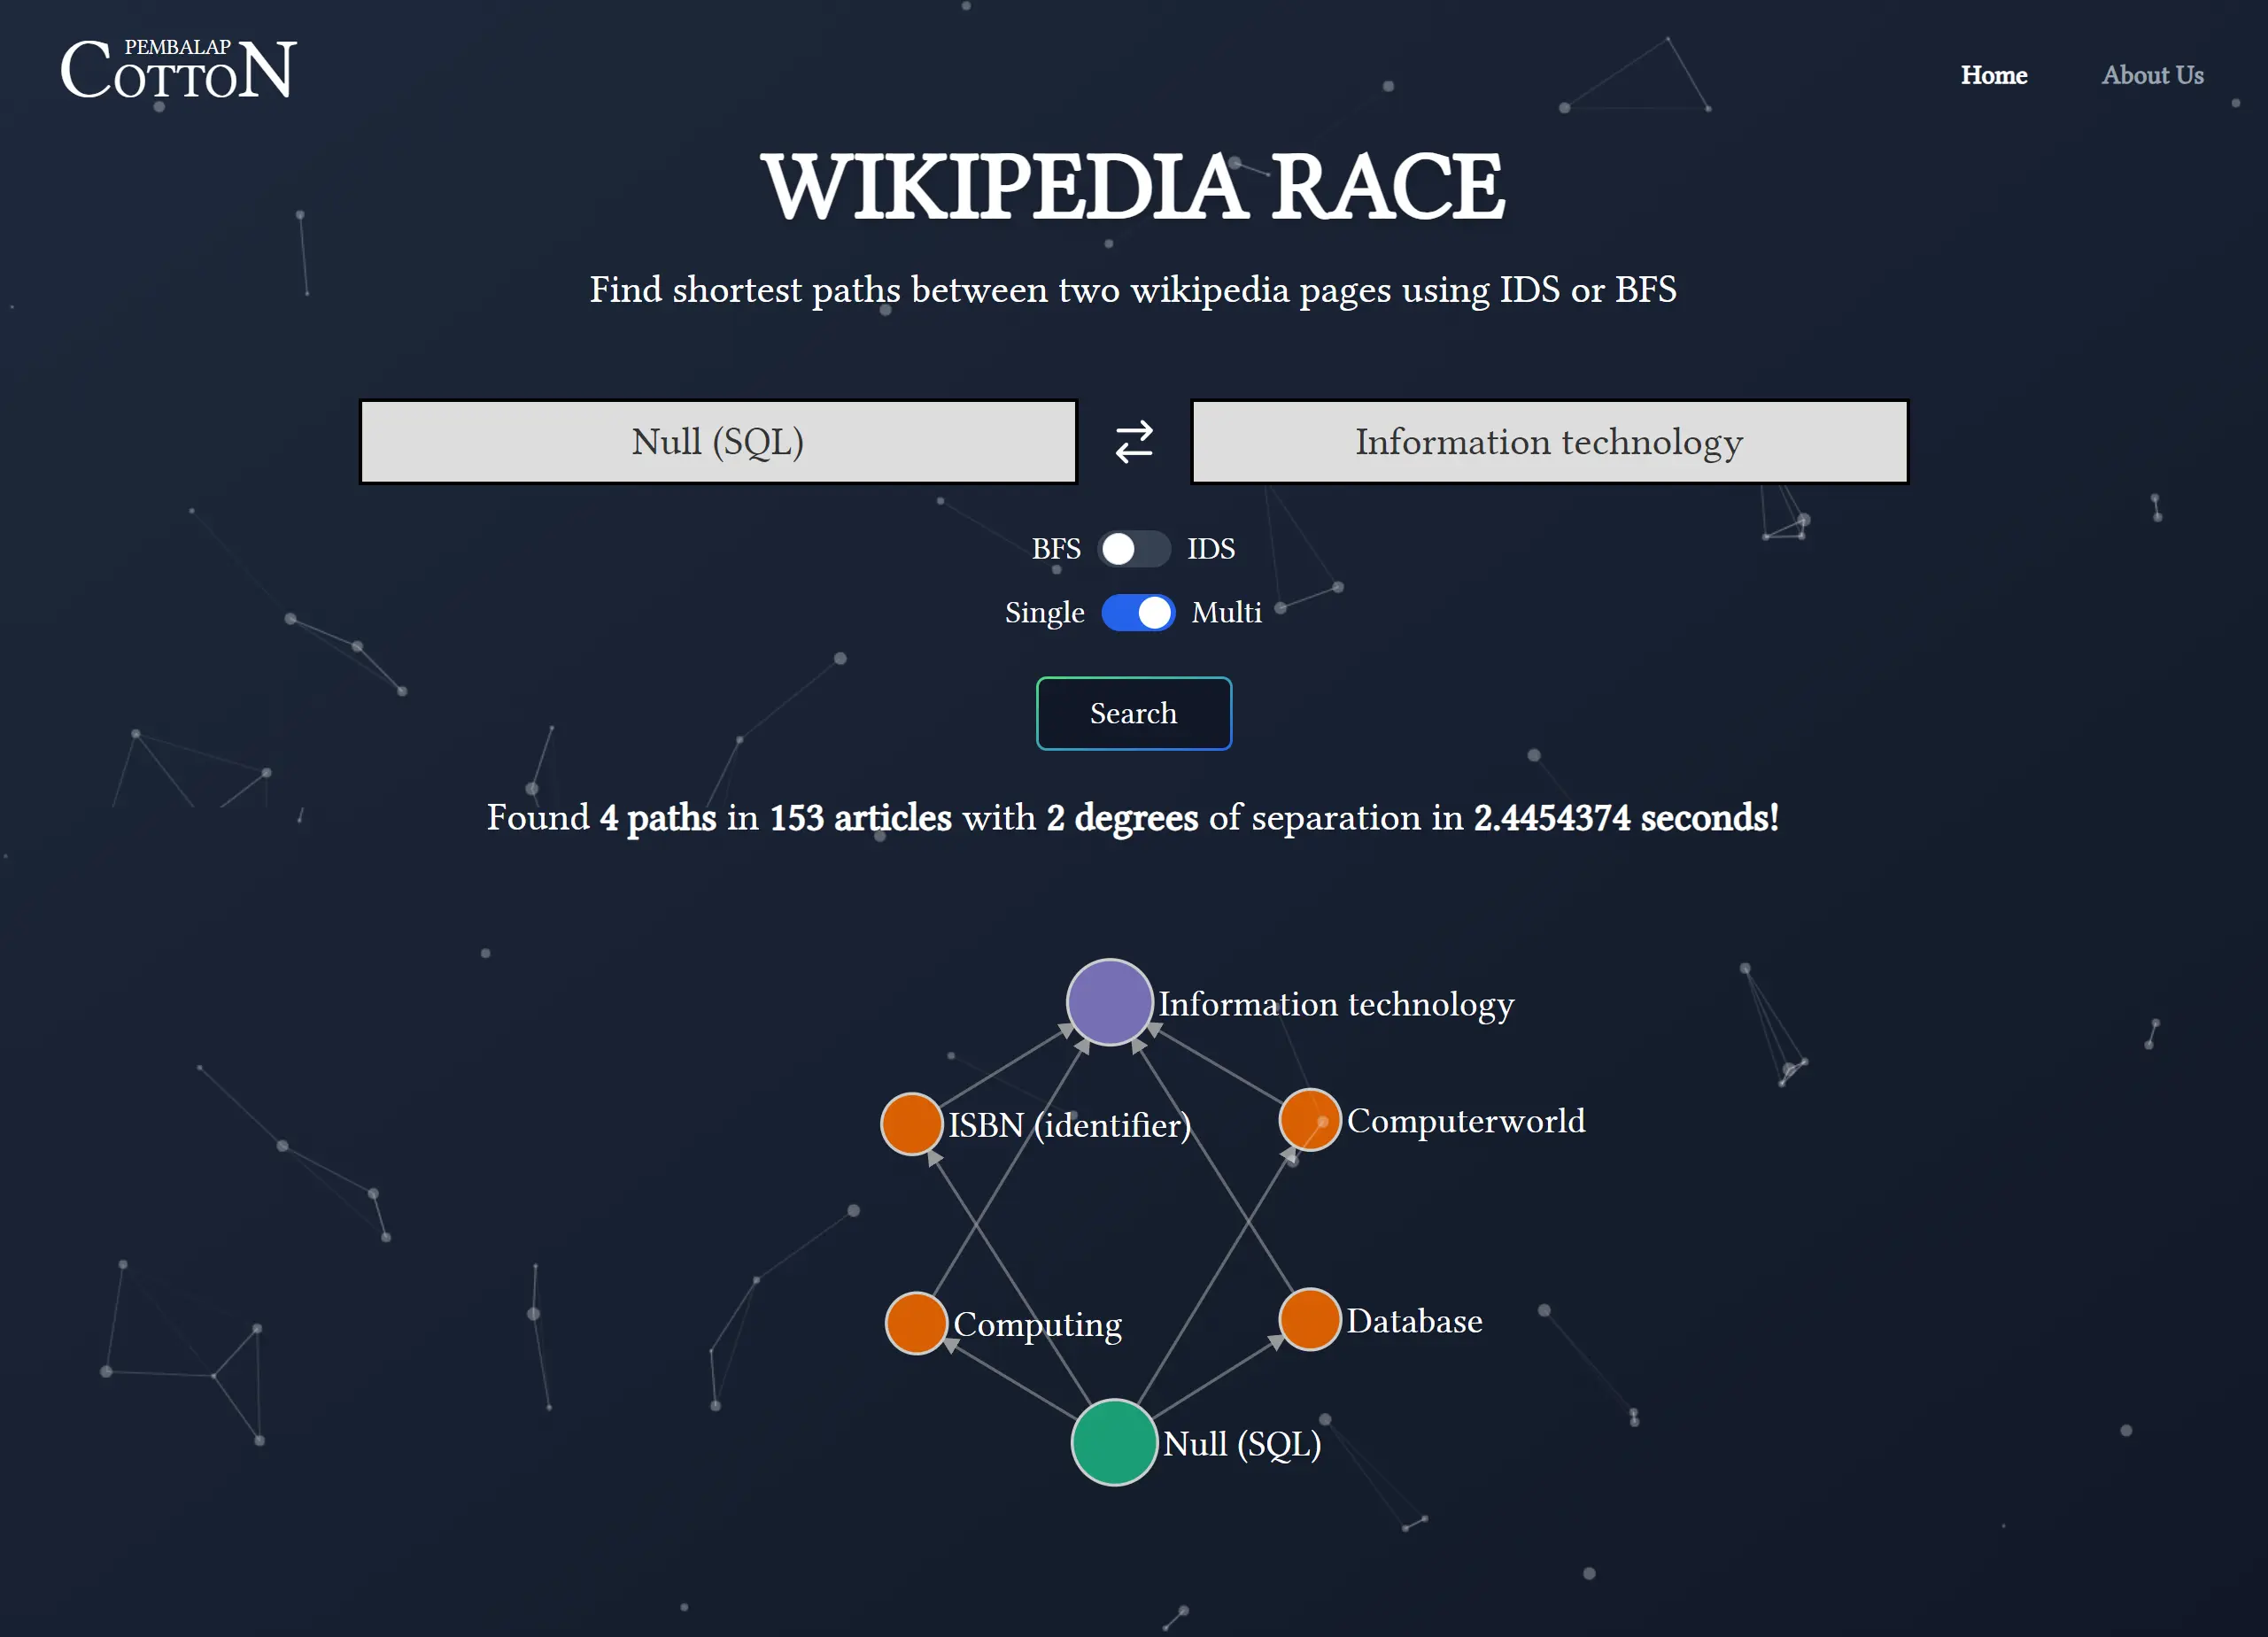 PEMBALAP
COTTON
Home
About Us
WIKIPEDIA RACE
Find shortest paths between two wikipedia pages using IDS or BFS
Null (SQL)
Information technology
BFS
IDS
Single
Multi
Search
Found 4 paths in 153 articles with 2 degrees of separation in 2.4454374 seconds!
Information technology
ISBN (identifier)
Computerworld
Computing
Database
Null (SQL)